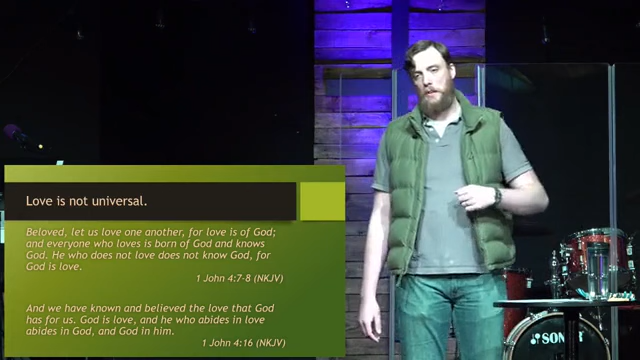 Love is not universal.
Beloved, let us love one another, for love is of God;
and everyone who loves is born of God and knows
God. He who does not love does not know God, for
God is love.
1 John 4:7-8 (NKJV)
And we have known and believed the love that God
has for us. God is love, and he who abides in love
abides in God, and God in him.
1 John 4:16 (NKJV)